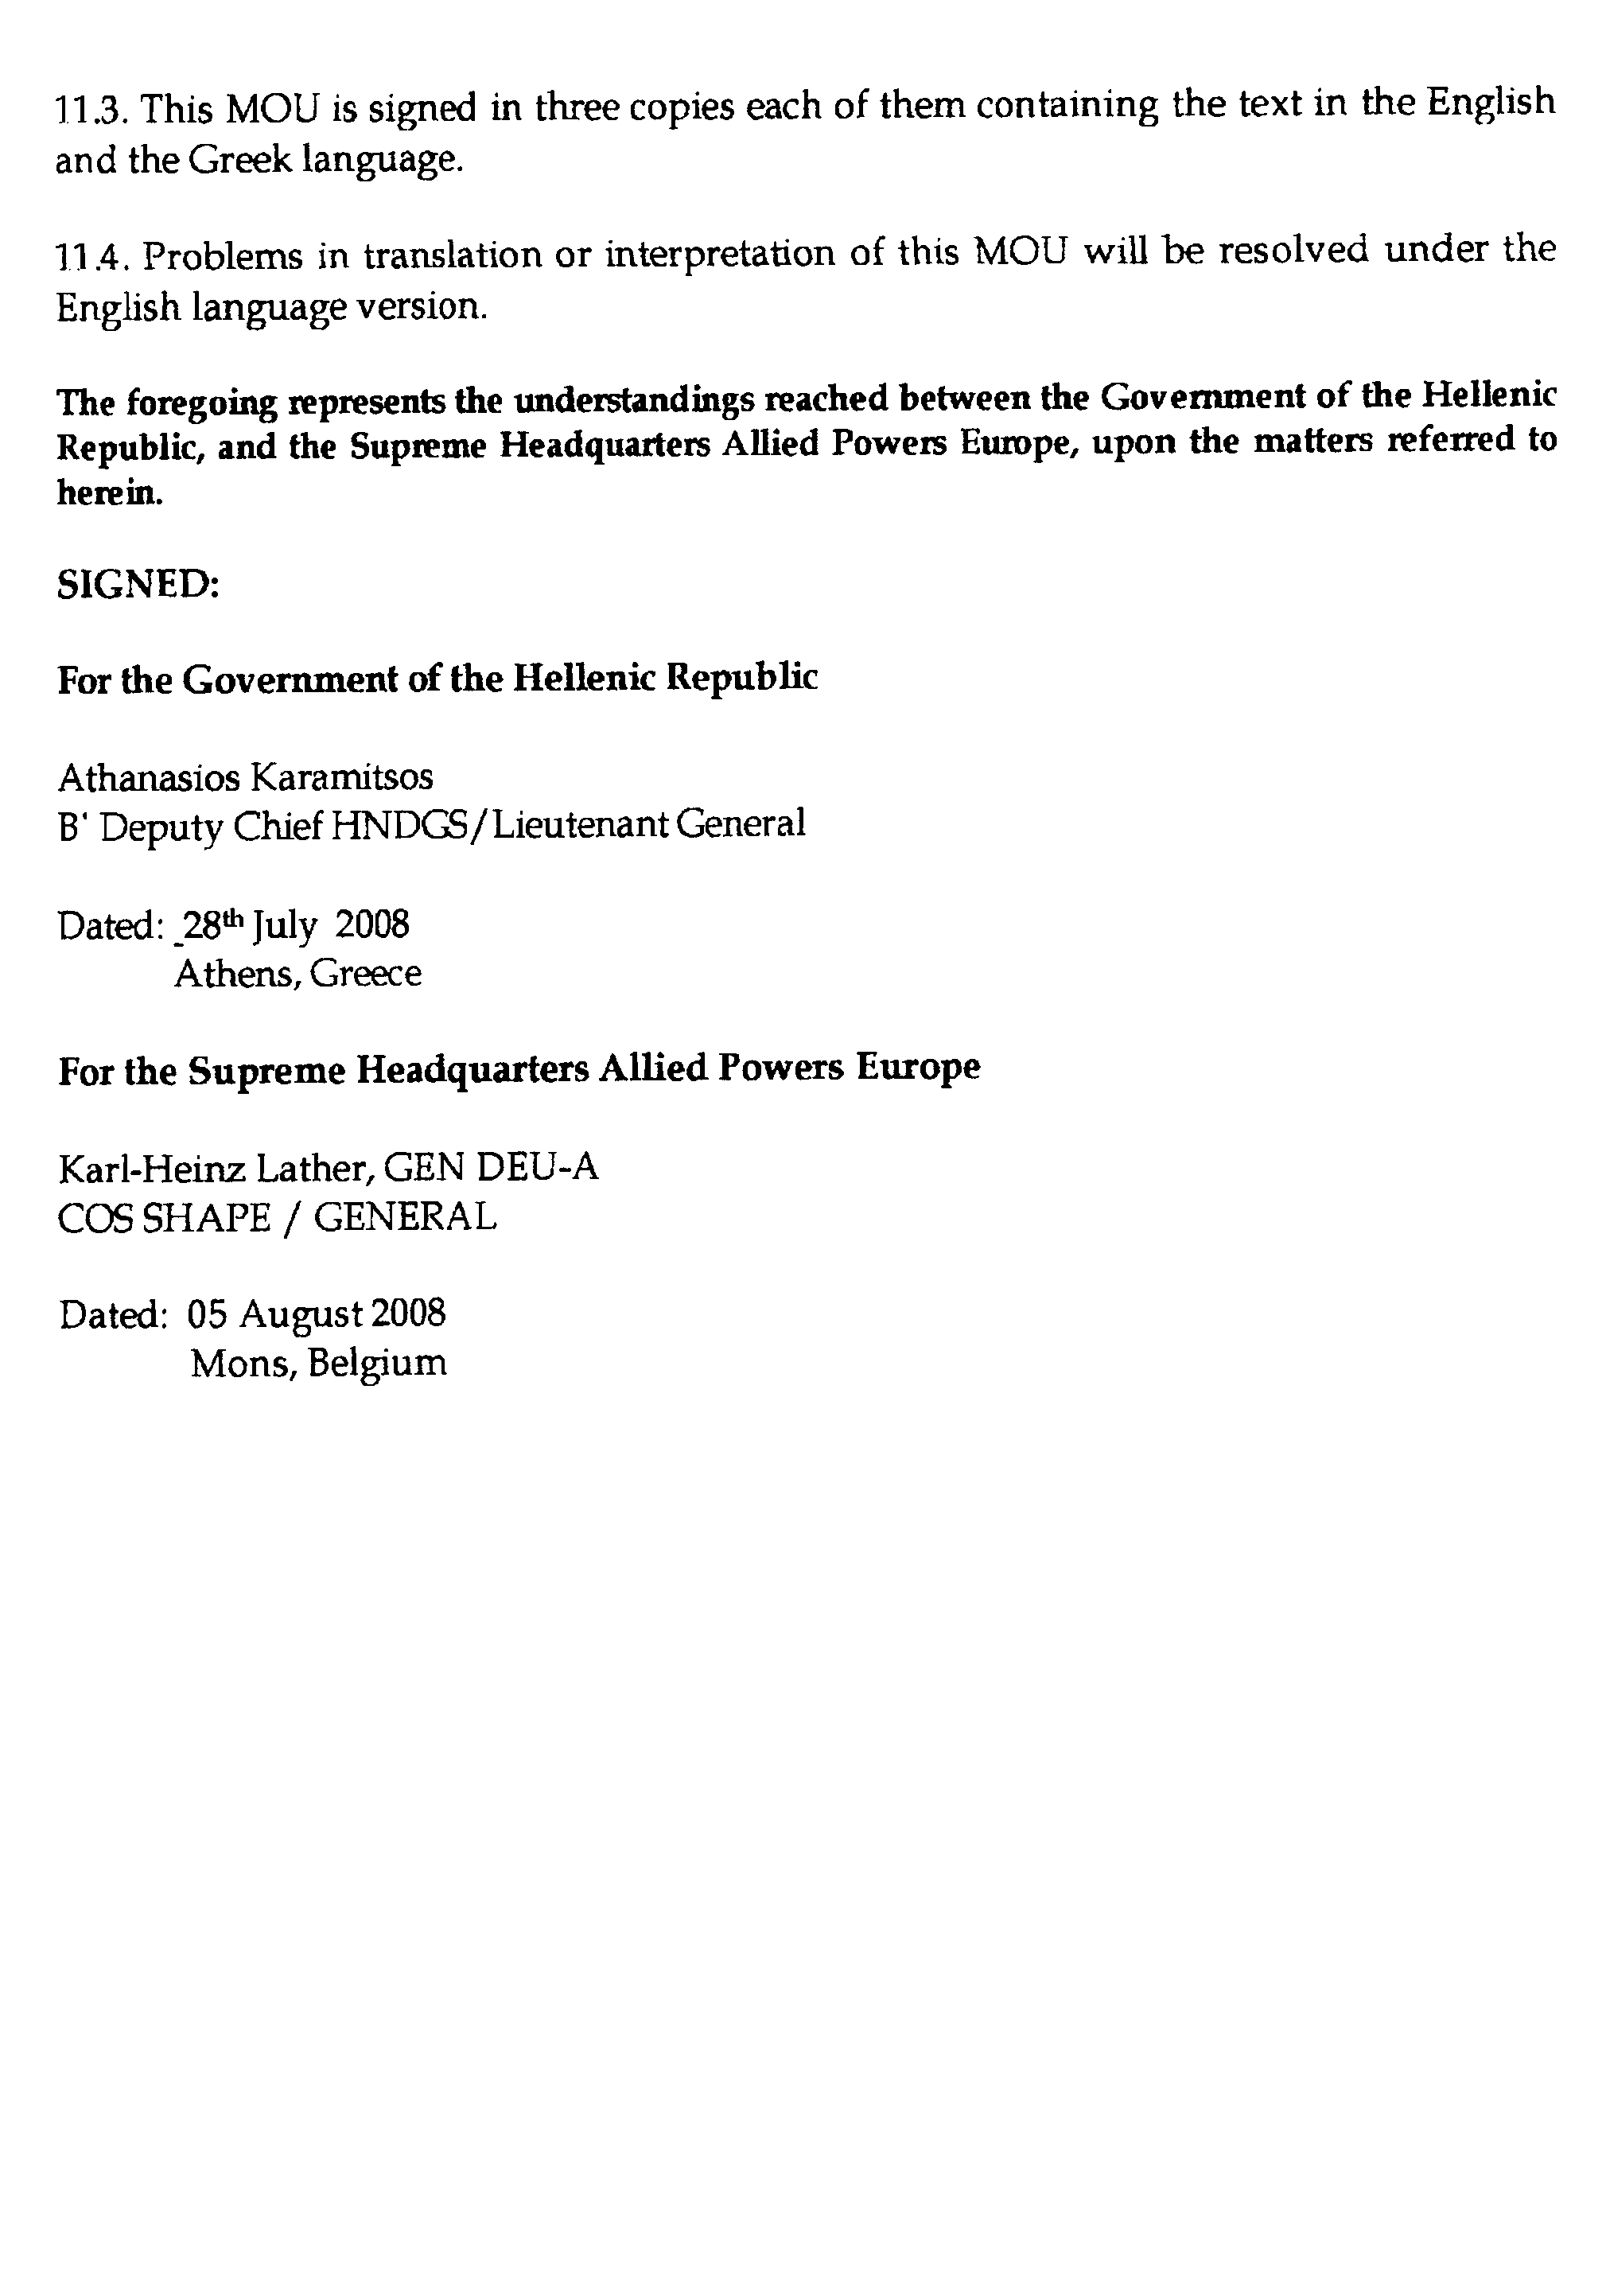 11.3. This MOU is signed in three copies each of them containing the text in the English
and the Greek language.
11.4. Problems in translation or interpretation of this MOU will be resolved under the
English language version.
The foregoing represents the understandings reached between the Government of the Hellenic
Republic, and the Supreme Headquarters Allied Powers Europe, upon the matters referred to
herein.
SIGNED:
For the Government of the Hellenic Republic
Athanasios Karamitsos
B' Deputy Chief HNDGS/Lieutenant General
Dated: _28th July 2008
Athens, Greece
For the Supreme Headquarters Allied Powers Europe
Karl-Heinz Lather, GEN DEU-A
COS SHAPE / GENERAL
Dated: 05 August 2008
Mons, Belgium